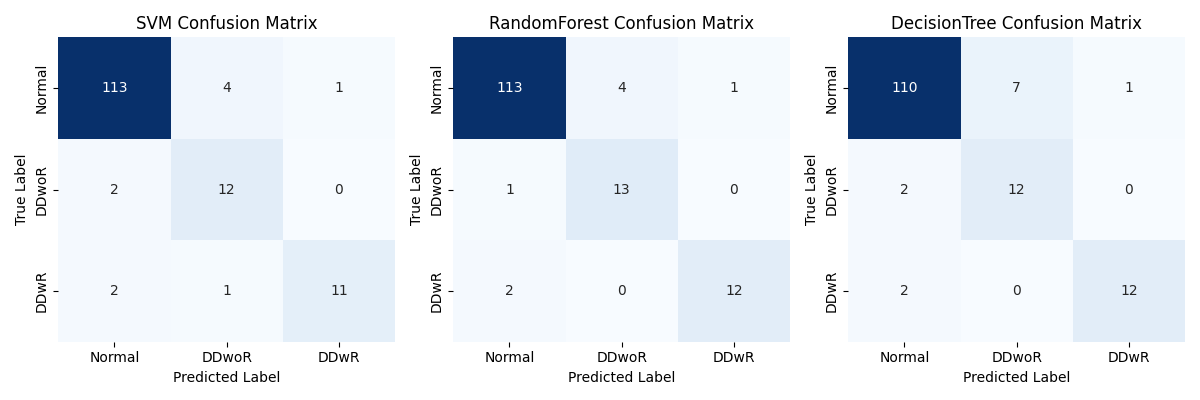 SVM Confusion Matrix
True Label
Normal
DDwoR
DDwR
113 4 1
2 12 0
2 1 11
Normal DDwoR DDwR
Predicted Label
RandomForest Confusion Matrix
True Label
Normal
DDwoR
DDwR
113 4 1
1 13 0
2 0 12
Normal DDwoR DDwR
Predicted Label
DecisionTree Confusion Matrix
True Label
Normal
DDwoR
DDwR
110 7 1
2 12 0
2 0 12
Normal DDwoR DDwR
Predicted Label